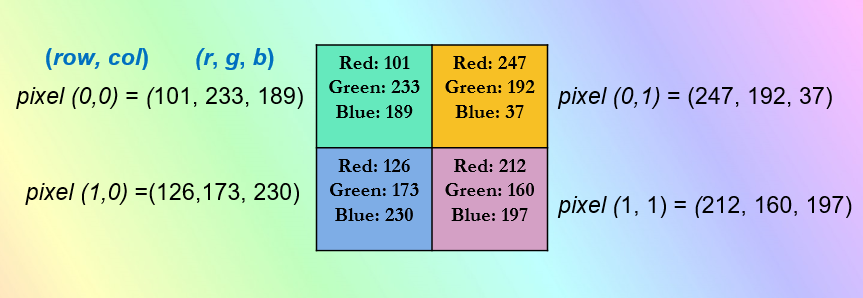 (row, col) (r, g, b)
pixel (0,0) = (101, 233, 189)
Red: 101
Green: 233
Blue: 189
Red: 247
Green: 192
Blue: 37
pixel (0,1) = (247, 192, 37)
pixel (1,0) =(126,173, 230)
Red: 126
Green: 173
Blue: 230
Red: 212
Green: 160
Blue: 197
pixel (1, 1) = (212, 160, 197)